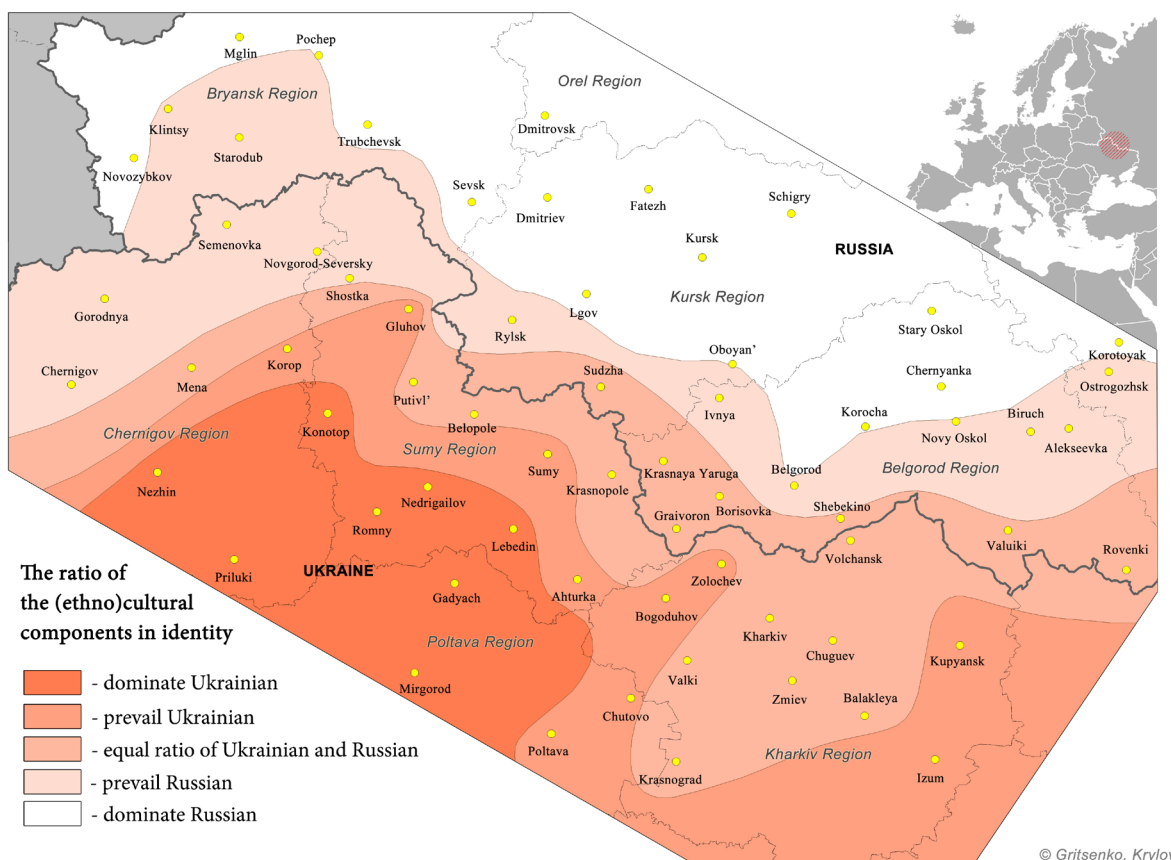 Mglin
Pochep
Orel Region
Bryansk Region
Klintsy
Dmitrovsk
Trubchevsk
Starodub
Novozybkov
Sevsk
Dmitriev
Fatezh
Schigry
Semenovka
Kursk
RUSSIA
Novgorod-Seversky
Shostka
Kursk Region
Gorodnya
Gluhov
Lgov
Rylsk
Stary Oskol
Oboyan'
Korotoyak
Korop
Sudzha
Chernyanka
Ostrogozhsk
Chernigov
Mena
Putivl’
Ivnya
Belopole
Korocha
Biruch
Chernigov Region
Konotop
Novy Oskol
Alekseevka
Sumy Region
Sumy
Krasnaya Yaruga
Belgorod
Belgorod Region
Nezhin
Krasnopole
Nedrigailov
Borisovka
Shebekino
Graivoron
Romny
Lebedin
Volchansk
Valuiki
Rovenki
UKRAINE
Priluki
Zolochev
Gadyach
Ahturka
Bogoduhov
Poltava Region
Kharkiv
Chuguev
Kupyansk
Mirgorod
Valki
Zmiev
Balakleya
Chutovo
Poltava
Kharkiv Region
Krasnograd
Izum
The ratio of
the (ethno)cultural
components in identity
- dominate Ukrainian
- prevail Ukrainian
- equal ratio of Ukrainian and Russian
- prevail Russian
- dominate Russian
© Gritsenko, Krylov